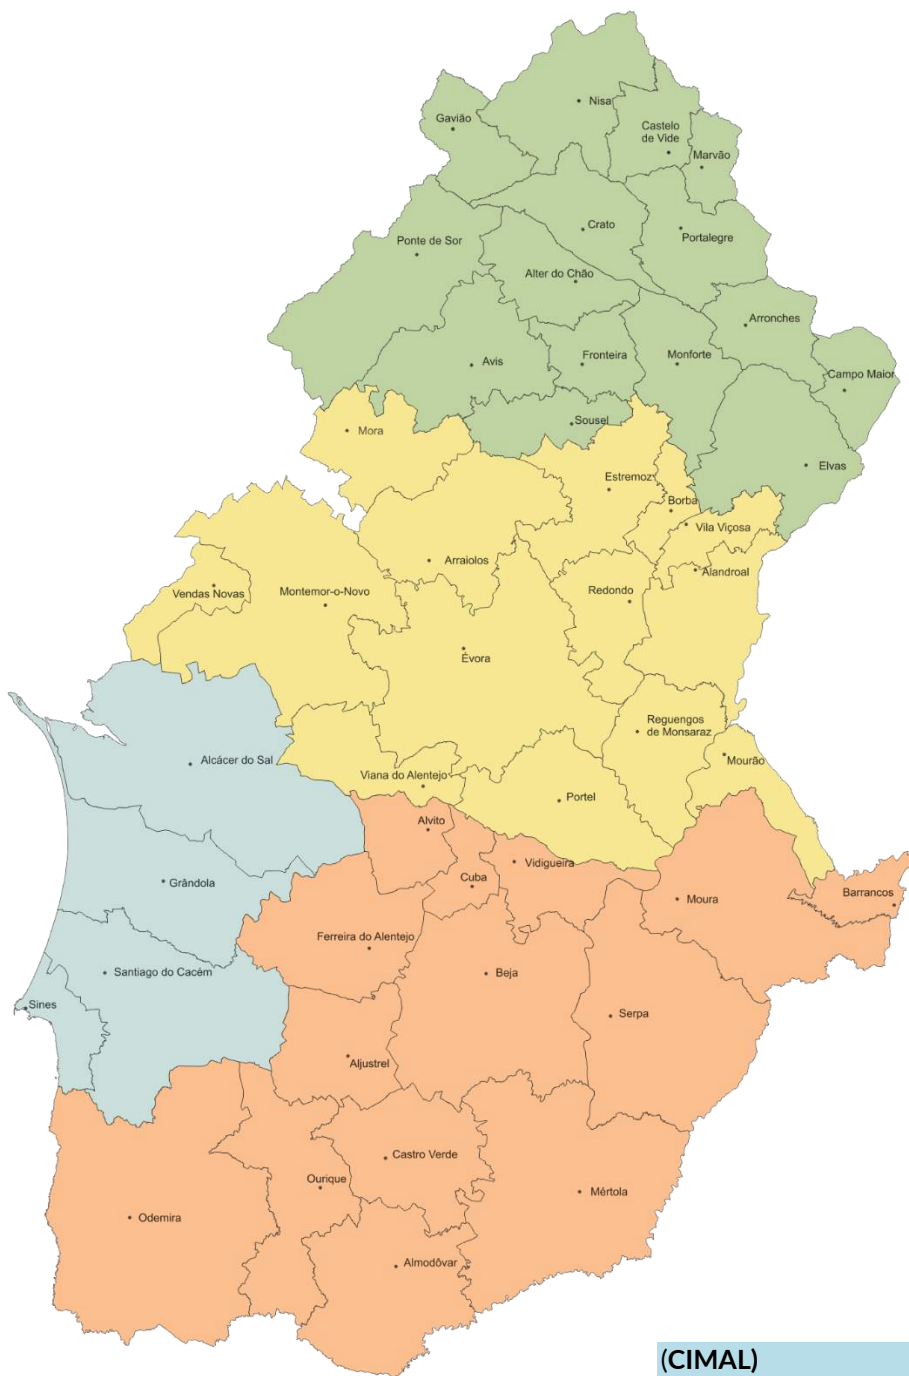 Nisa
Gavião
Castelo
de Vide
Marvão
Crato
Portalegre
Ponte de Sor
Alter do Chão
Arronches
Fronteira
Monforte
Avis
Campo Maior
Sousel
Mora
Elvas
Estremoz
Borba
Vila Viçosa
Arraiolos
Alandroal
Vendas Novas
Montemor-o-Novo
Redondo
Évora
Reguengos
de Monsaraz
Alcácer do Sal
Mourão
Viana do Alentejo
Portel
Alvito
Vidigueira
Cuba
Grândola
Moura
Barrancos
Ferreira do Alentejo
Santiago do Cacém
Beja
Sines
Serpa
Aljustrel
Castro Verde
Ourique
Mértola
Odemira
Almodôvar
(CIMAL)